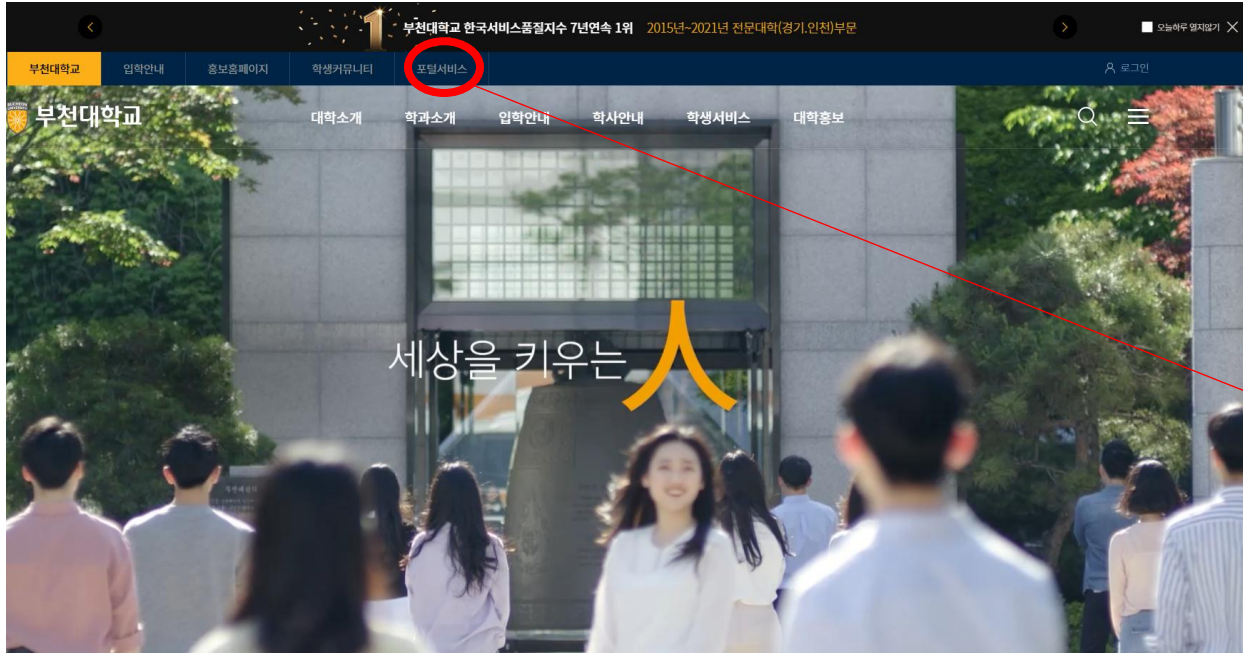 부천대학교 한국서비스품질지수 7년연속 1위 2015년~2021년 전문대학(경기.인천)부문
오늘하루 열지않기
부천대학교 입학안내 홍보홈페이지 학생커뮤니티 포털서비스 로그인
부천대학교 대학소개 학과소개 입학안내 학사안내 학생서비스 대학홍보
세상을 키우는 人